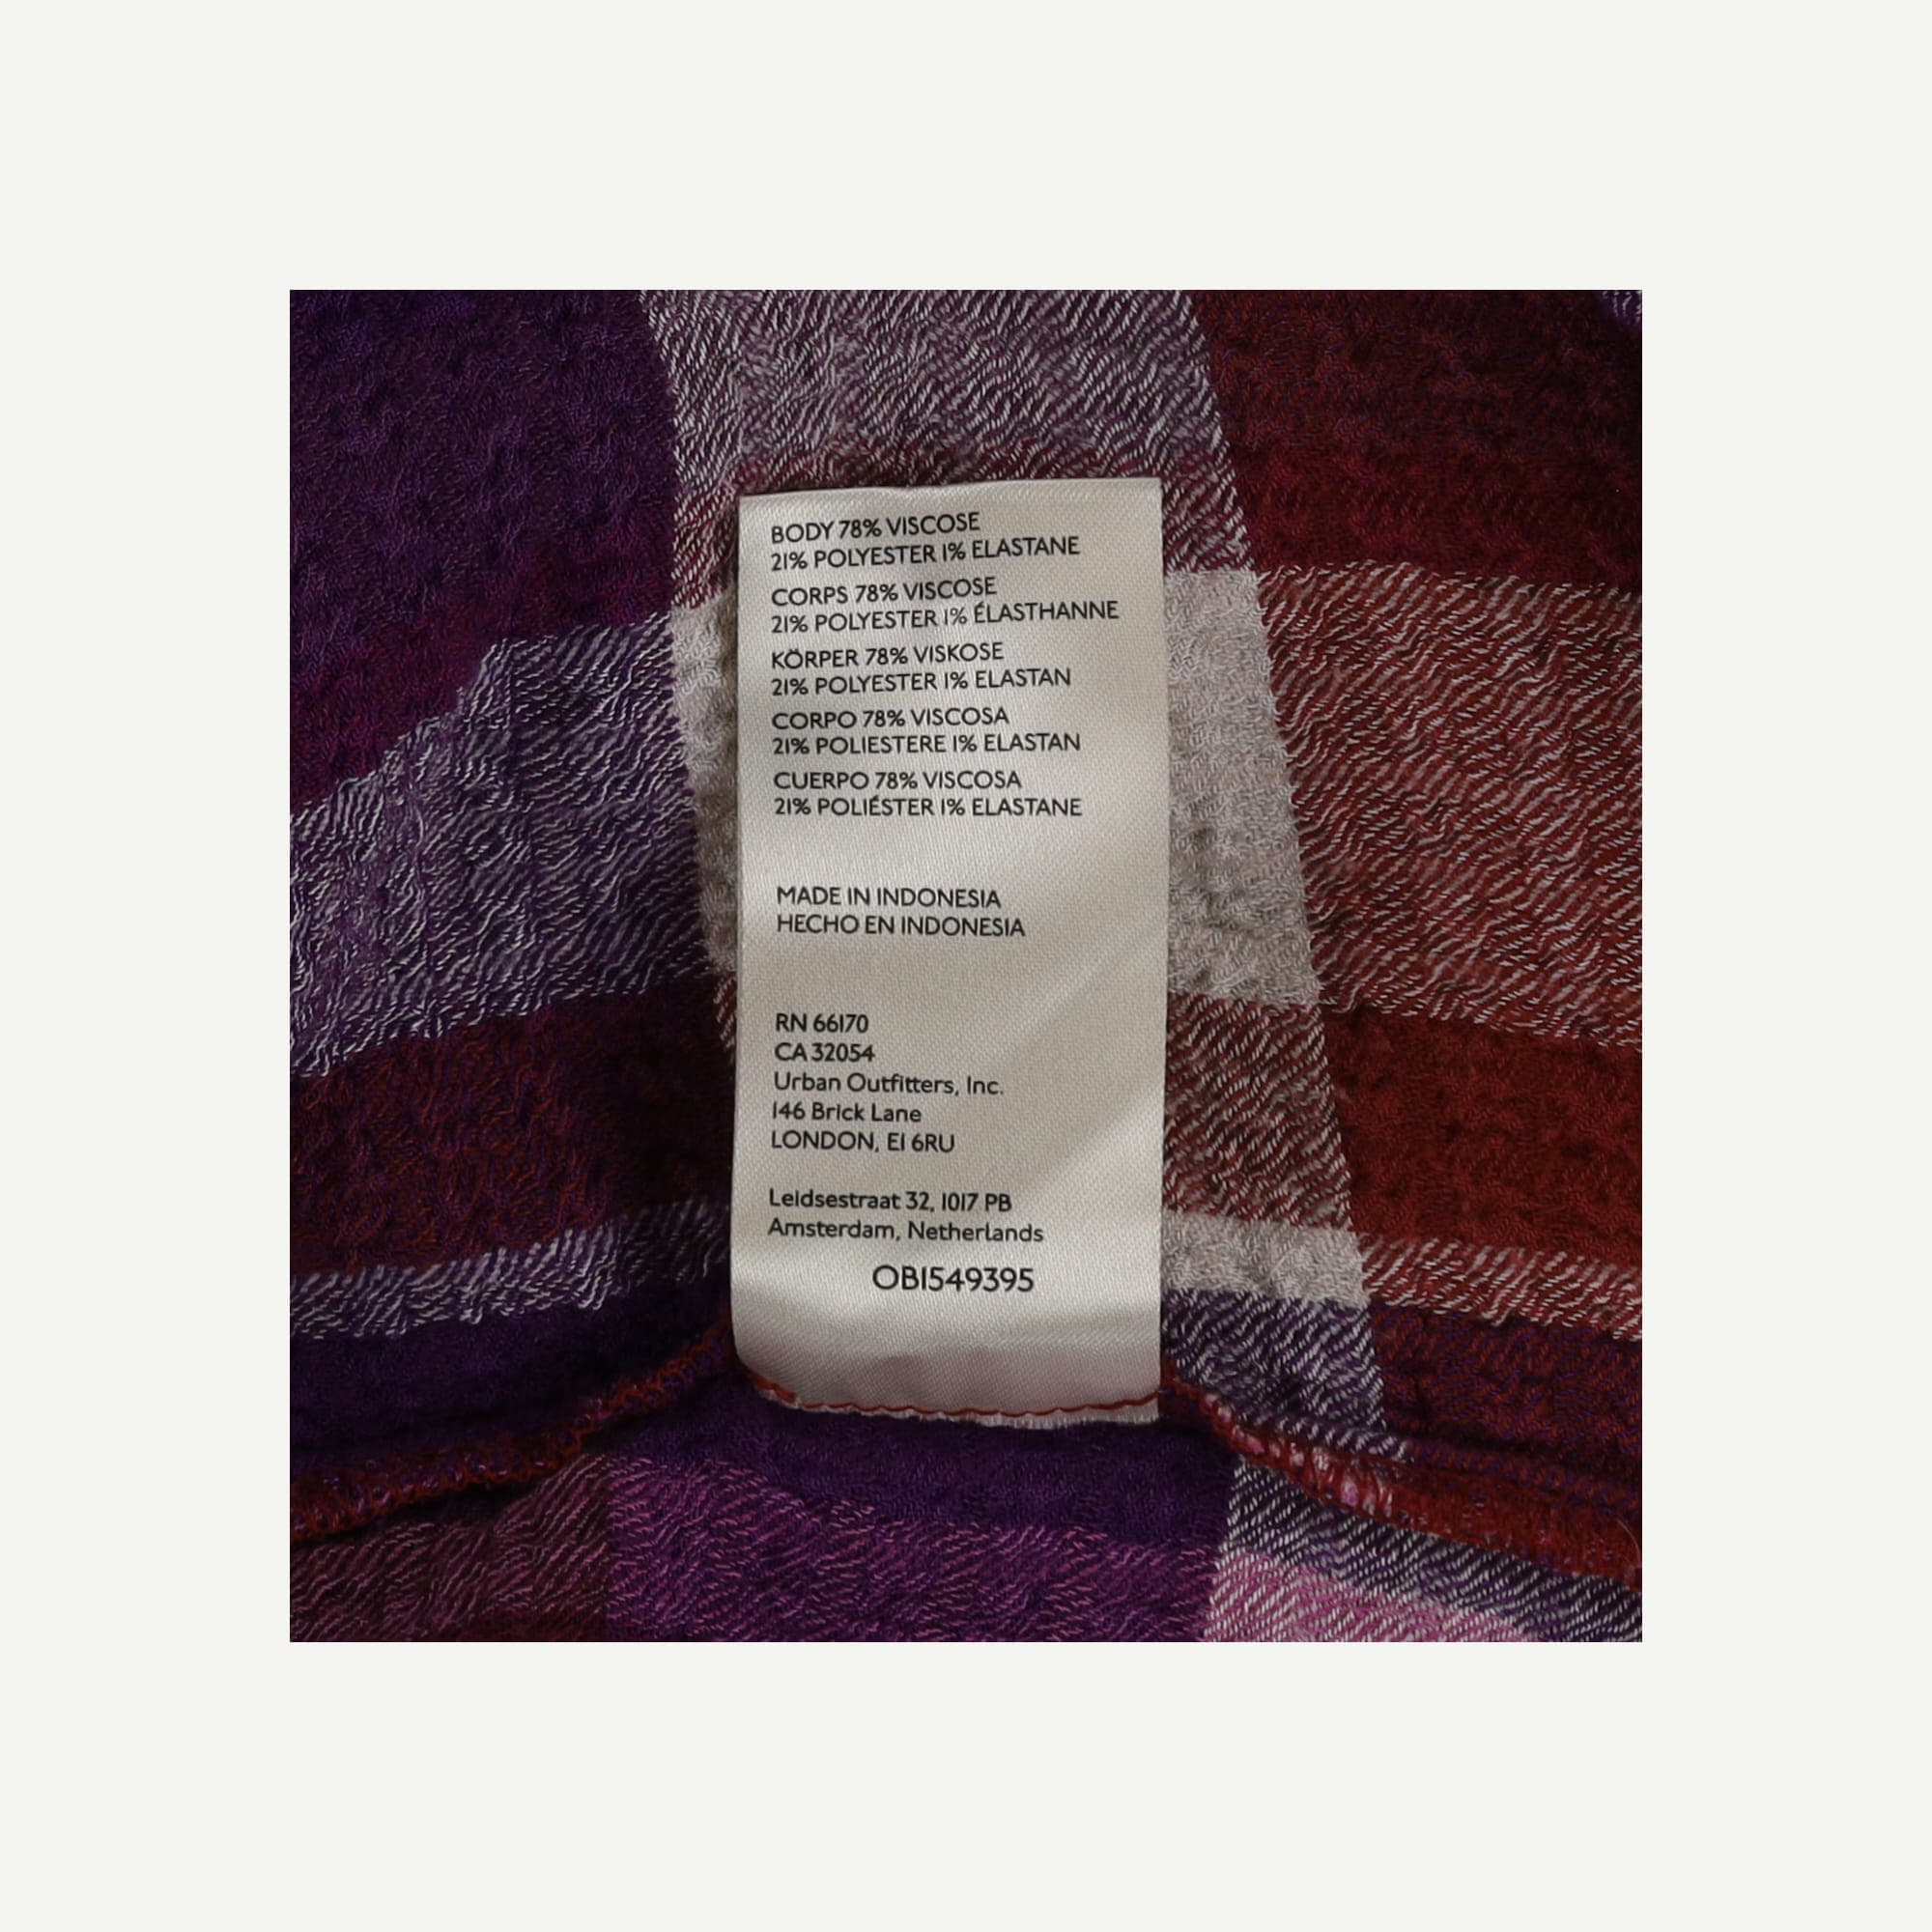 BODY 78% VISCOSE
21% POLYESTER 1% ELASTANE
CORPS 78% VISCOSE
21% POLYESTER 1% ÉLASTHANNE
KÖRPER 78% VISKOSE
21% POLYESTER 1% ELASTAN
CORPO 78% VISCOSA
21% POLIESTERE 1% ELASTAN
CUERPO 78% VISCOSA
21% POLIÉSTER 1% ELASTANE
MADE IN INDONESIA
HECHO EN INDONESIA
RN 66170
CA 32054
Urban Outfitters, Inc.
146 Brick Lane
LONDON, E1 6RU
Leidsestraat 32, 1017 PB
Amsterdam, Netherlands
OB1549395